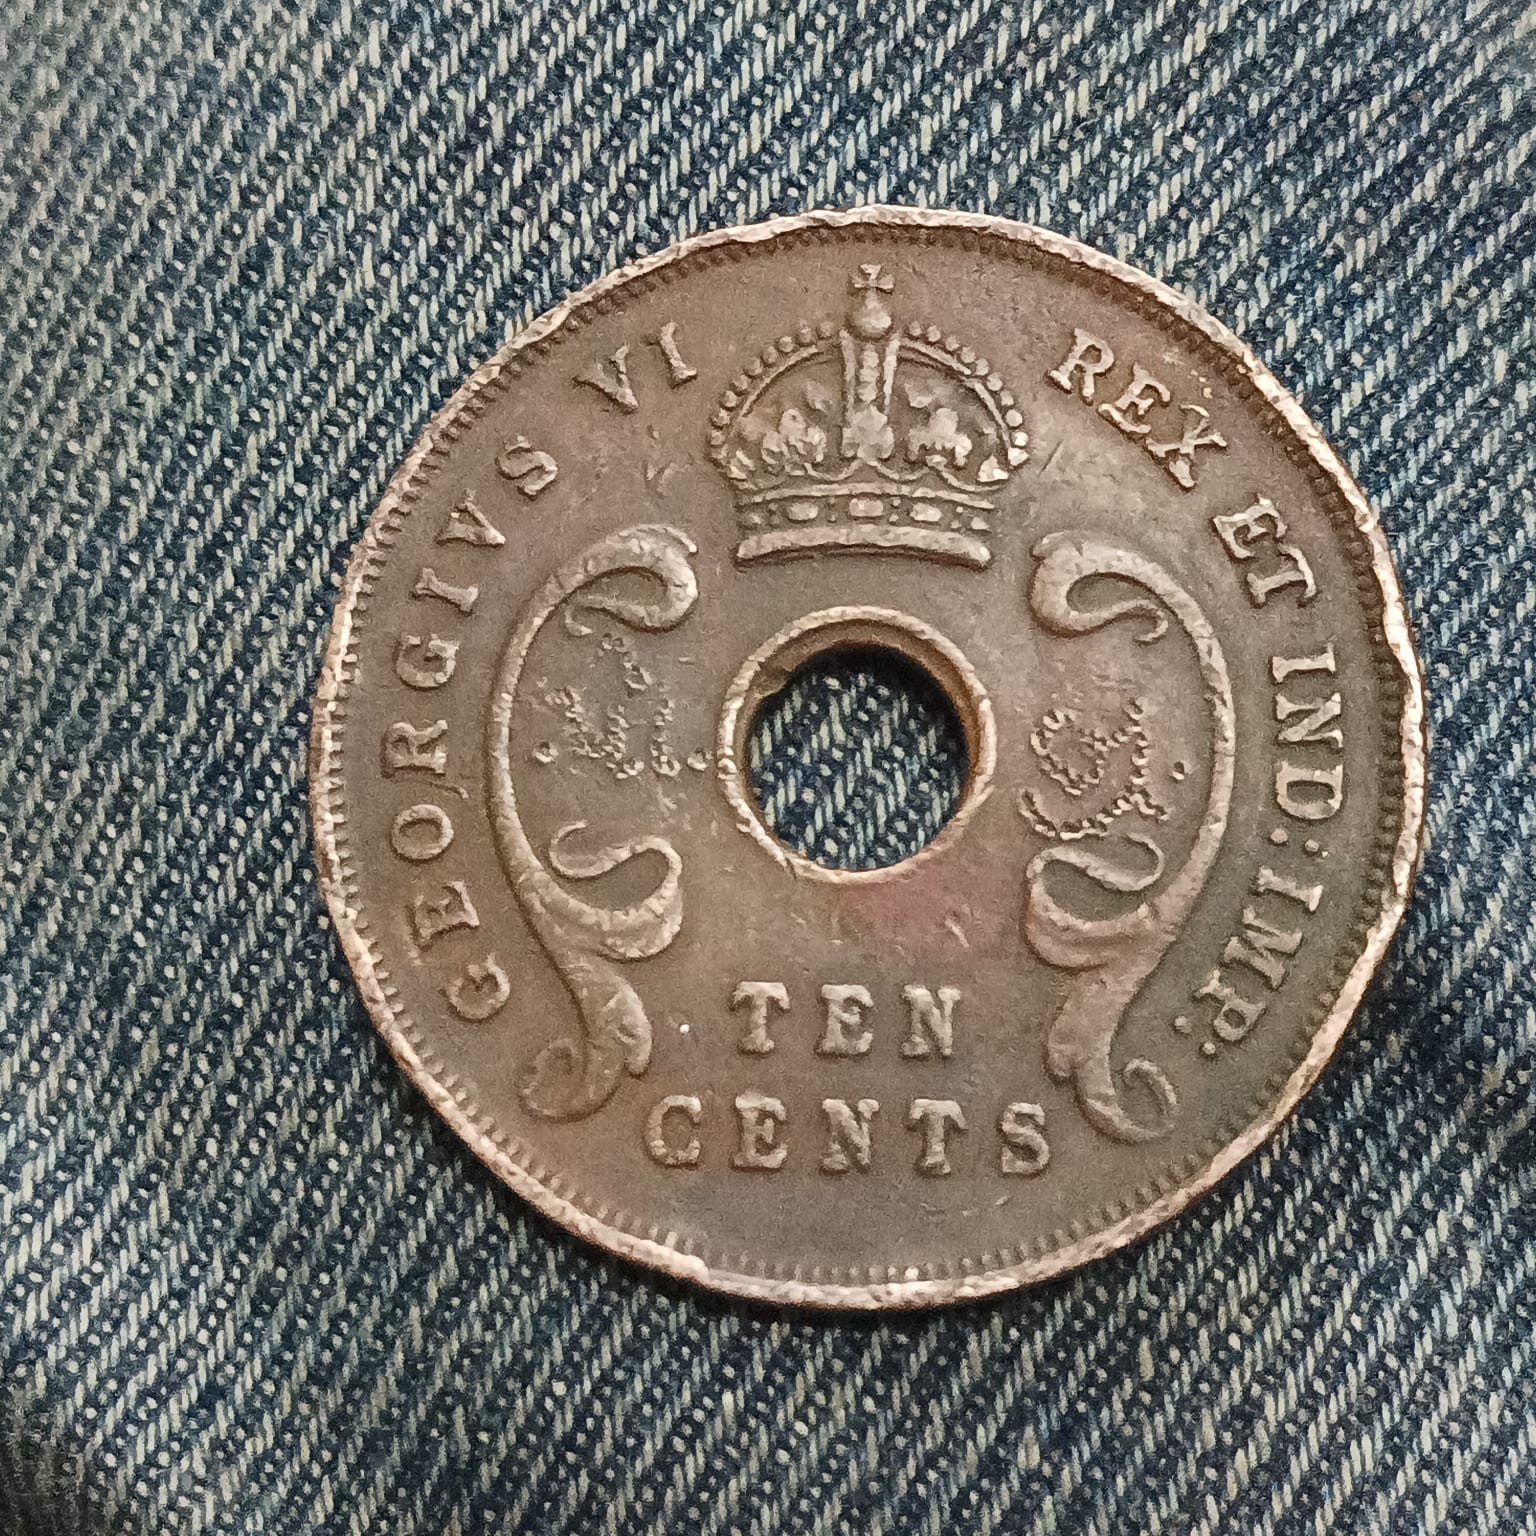 GEORGIVS VI REX ET IND: IMP:
TEN
CENTS